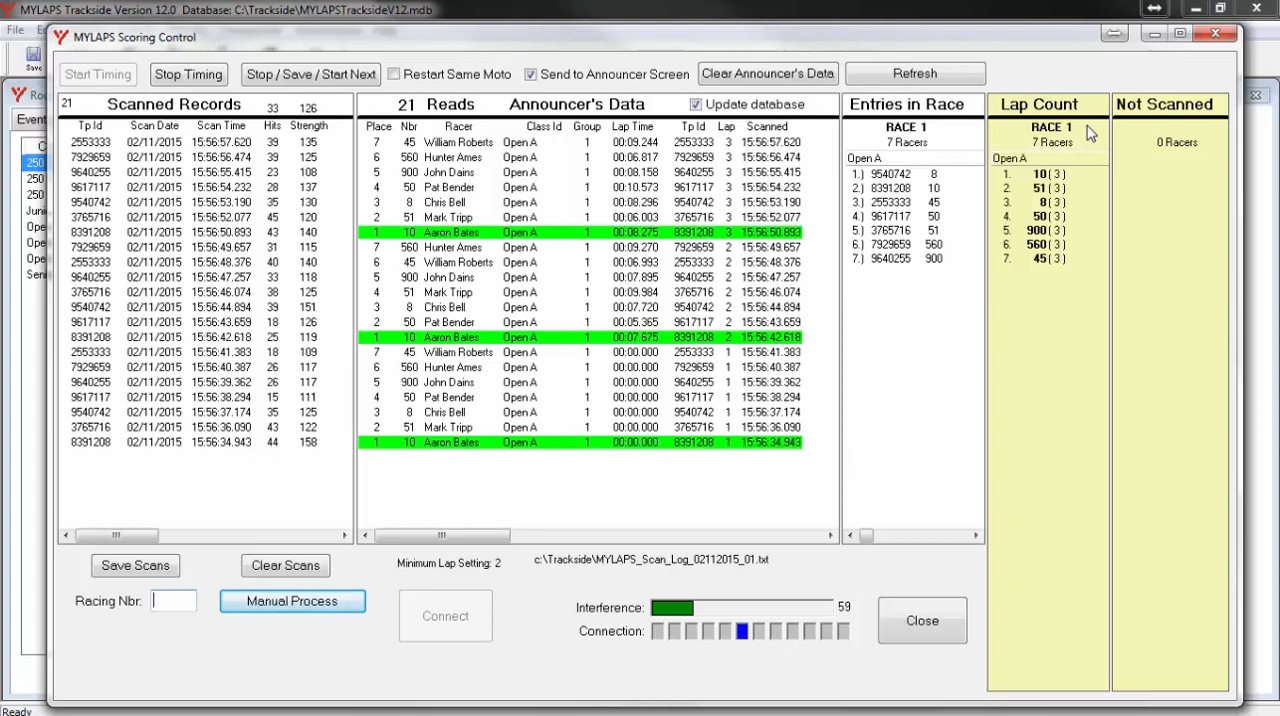 MYLAPS Trackside Version 12.0 Database: C:\Trackside\MYLAPSTracksideV12.mdb
File
Save
Ro
Event
C
250
250
250
Juni
Ope
Ope
Ope
Seni
MYLAPS Scoring Control
Start Timing Stop Timing Stop / Save / Start Next Restart Same Moto Send to Announcer Screen Clear Announcer's Data Refresh
21 Scanned Records 33 126
Tp Id Scan Date Scan Time Hits Strength
2553333 02/11/2015 15:56:57.620 39 135
7929659 02/11/2015 15:56:56.474 39 125
9640255 02/11/2015 15:56:55.415 23 108
9617117 02/11/2015 15:56:54.232 28 137
9540742 02/11/2015 15:56:53.190 35 130
3765716 02/11/2015 15:56:52.077 45 120
8391208 02/11/2015 15:56:50.893 43 140
7929659 02/11/2015 15:56:49.657 31 115
2553333 02/11/2015 15:56:48.376 40 140
9640255 02/11/2015 15:56:47.257 33 118
3765716 02/11/2015 15:56:46.074 38 125
9540742 02/11/2015 15:56:44.894 39 151
9617117 02/11/2015 15:56:43.659 18 126
8391208 02/11/2015 15:56:42.618 25 119
2553333 02/11/2015 15:56:41.383 18 109
7929659 02/11/2015 15:56:40.387 26 117
9640255 02/11/2015 15:56:39.362 26 117
9617117 02/11/2015 15:56:38.294 15 111
9540742 02/11/2015 15:56:37.174 35 125
3765716 02/11/2015 15:56:36.090 43 122
8391208 02/11/2015 15:56:34.943 44 158
21 Reads Announcer's Data Update database
Place Nbr Racer Class Id Group Lap Time Tp Id Lap Scanned
7 45 William Roberts Open A 1 00:09.244 2553333 3 15:56:57.620
6 560 Hunter Ames Open A 1 00:06.817 7929659 3 15:56:56.474
5 900 John Dains Open A 1 00:08.158 9640255 3 15:56:55.415
4 50 Pat Bender Open A 1 00:10.573 9617117 3 15:56:54.232
3 8 Chris Bell Open A 1 00:08.296 9540742 3 15:56:53.190
2 51 Mark Tripp Open A 1 00:06.003 3765716 3 15:56:52.077
1 10 Aaron Bates Open A 1 00:08.275 8391208 3 15:56:50.893
7 560 Hunter Ames Open A 1 00:09.270 7929659 2 15:56:49.657
6 45 William Roberts Open A 1 00:06.993 2553333 2 15:56:48.376
5 900 John Dains Open A 1 00:07.895 9640255 2 15:56:47.257
4 51 Mark Tripp Open A 1 00:09.984 3765716 2 15:56:46.074
3 8 Chris Bell Open A 1 00:07.720 9540742 2 15:56:44.894
2 50 Pat Bender Open A 1 00:05.365 9617117 2 15:56:43.659
1 10 Aaron Bates Open A 1 00:07.675 8391208 2 15:56:42.618
7 45 William Roberts Open A 1 00:00.000 2553333 1 15:56:41.383
6 560 Hunter Ames Open A 1 00:00.000 7929659 1 15:56:40.387
5 900 John Dains Open A 1 00:00.000 9640255 1 15:56:39.362
4 50 Pat Bender Open A 1 00:00.000 9617117 1 15:56:38.294
3 8 Chris Bell Open A 1 00:00.000 9540742 1 15:56:37.174
2 51 Mark Tripp Open A 1 00:00.000 3765716 1 15:56:36.090
1 10 Aaron Bates Open A 1 00:00.000 8391208 1 15:56:34.943
Entries in Race
RACE 1
7 Racers
Open A
1.) 9540742 8
2.) 8391208 10
3.) 2553333 45
4.) 9617117 50
5.) 3765716 51
6.) 7929659 560
7.) 9640255 900
Lap Count
RACE 1
7 Racers
Open A
1. 10 ( 3 )
2. 51 ( 3 )
3. 8 ( 3 )
4. 50 ( 3 )
5. 900 ( 3 )
6. 560 ( 3 )
7. 45 ( 3 )
Not Scanned
0 Racers
Save Scans Clear Scans Minimum Lap Setting: 2 c:\Trackside\MYLAPS_Scan_Log_02112015_01.txt
Racing Nbr: Manual Process Connect Interference: 59 Close
Connection:
Ready